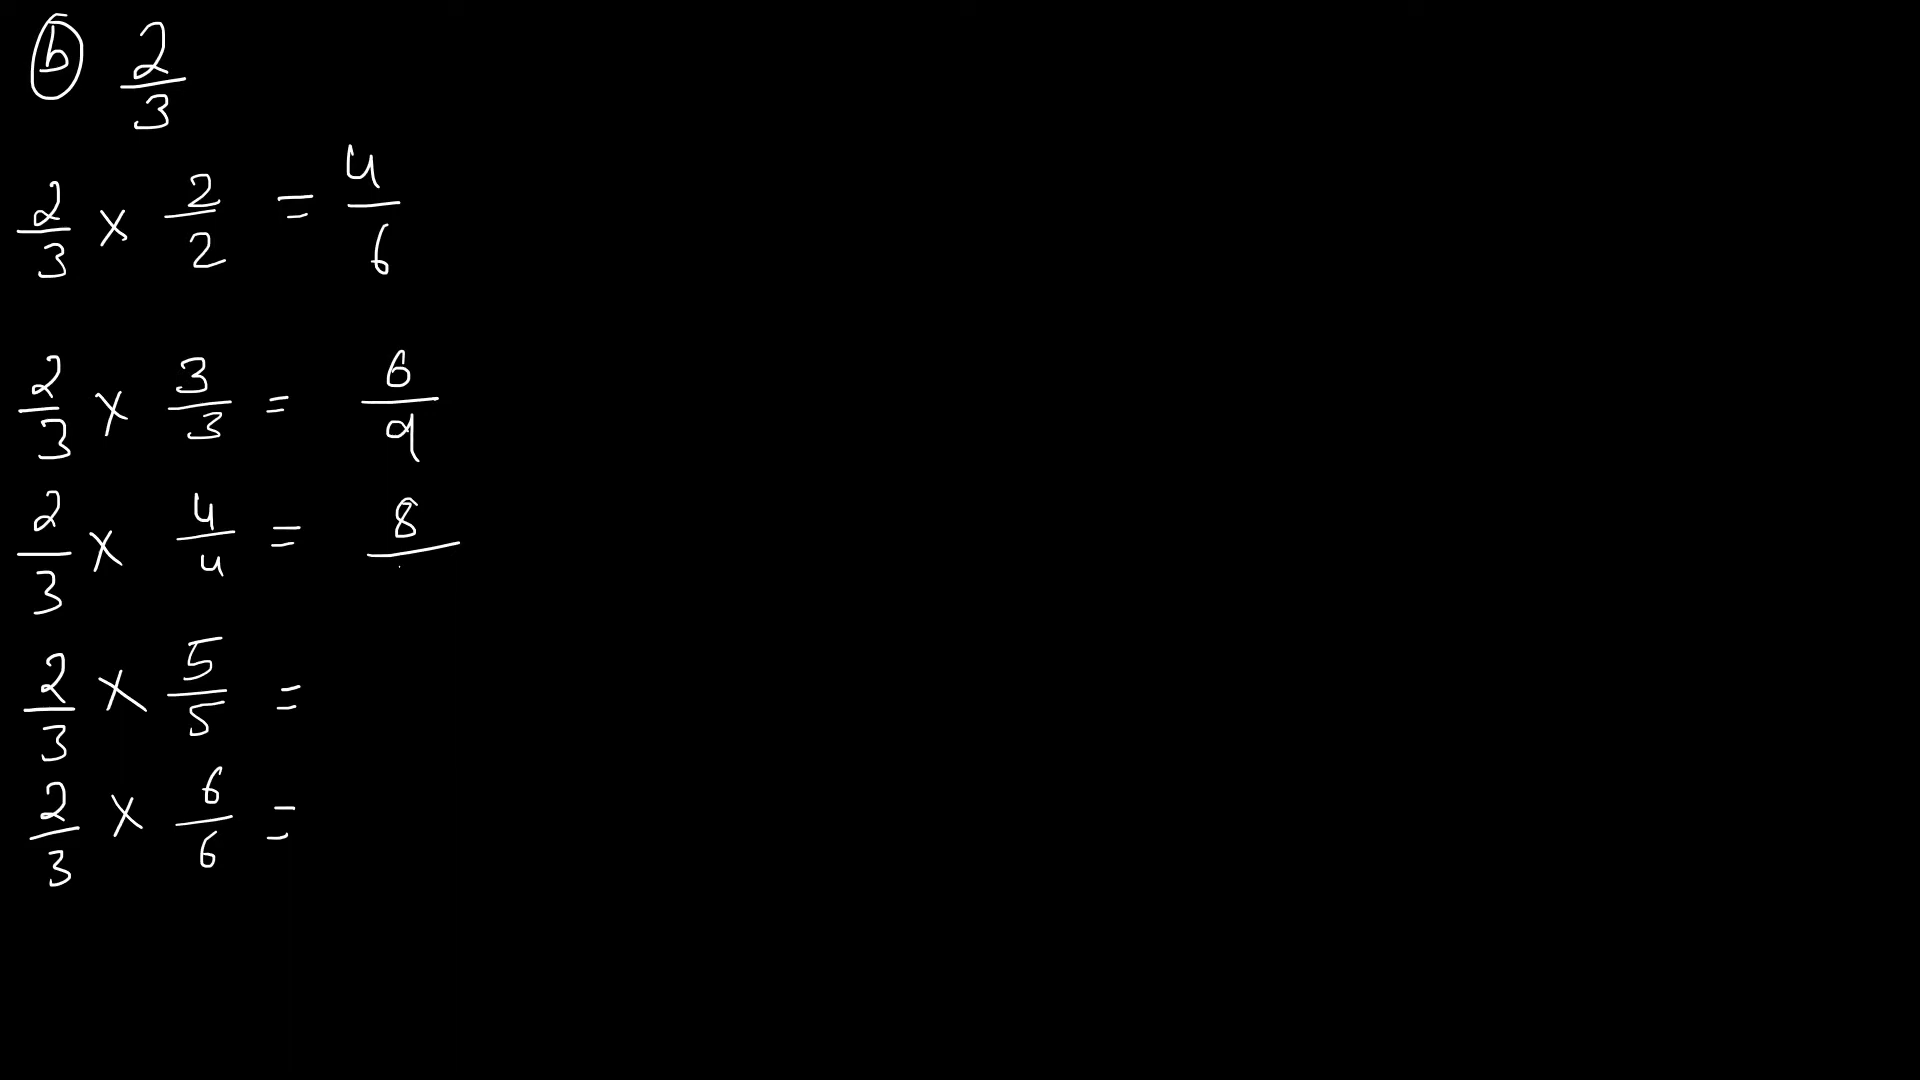 b 2/3
2/3 × 2/2 = 4/6
2/3 × 3/3 = 6/9
2/3 × 4/4 = 8/
2/3 × 5/5 =
2/3 × 6/6 =